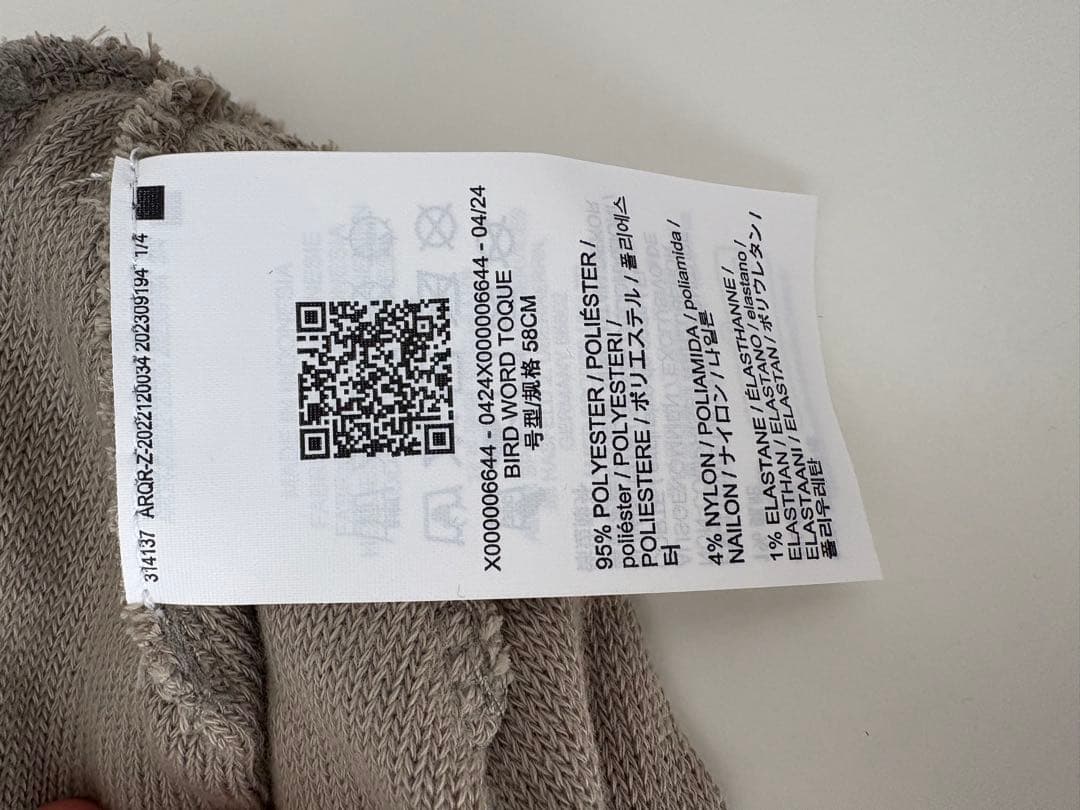 314137 ARQR-Z-2022120034 202309194 1/4
X000006644 - 0424X000006644 - 04/24
BIRD WORD TOQUE
号型/规格 58CM
95% POLYESTER / POLIÉSTER /
poliéster / POLYESTERI /
POLIESTERE / ポリエステル / 폴리에스
터
4% NYLON / POLIAMIDA / poliamida /
NAILON / ナイロン / 나일론
1% ELASTANE / ÉLASTHANNE /
ELASTHAN / ELASTANO / elastano /
ELASTAANI / ELASTAN / ポリウレタン /
폴리우레탄